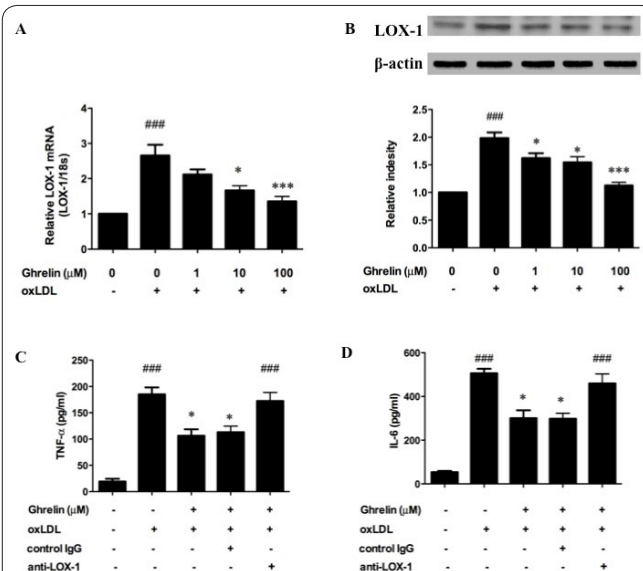 A
Relative LOX-1 mRNA
(LOX-1/18s)
4
3
2
1
0
###
*
***
Ghrelin (μM) 0 0 1 10 100
oxLDL - + + + +
B
LOX-1
β-actin
Relative indesity
2.5
2.0
1.5
1.0
0.5
0.0
###
*
*
***
Ghrelin (μM) 0 0 1 10 100
oxLDL - + + + +
C
TNF-α (pg/ml)
250
200
150
100
50
0
###
*
*
###
Ghrelin (μM) - - + + +
oxLDL - + + + +
control IgG - - - + -
anti-LOX-1 - - - - +
D
IL-6 (pg/ml)
600
400
200
0
###
*
*
###
Ghrelin (μM) - - + + +
oxLDL - + + + +
control IgG - - - + -
anti-LOX-1 - - - - +